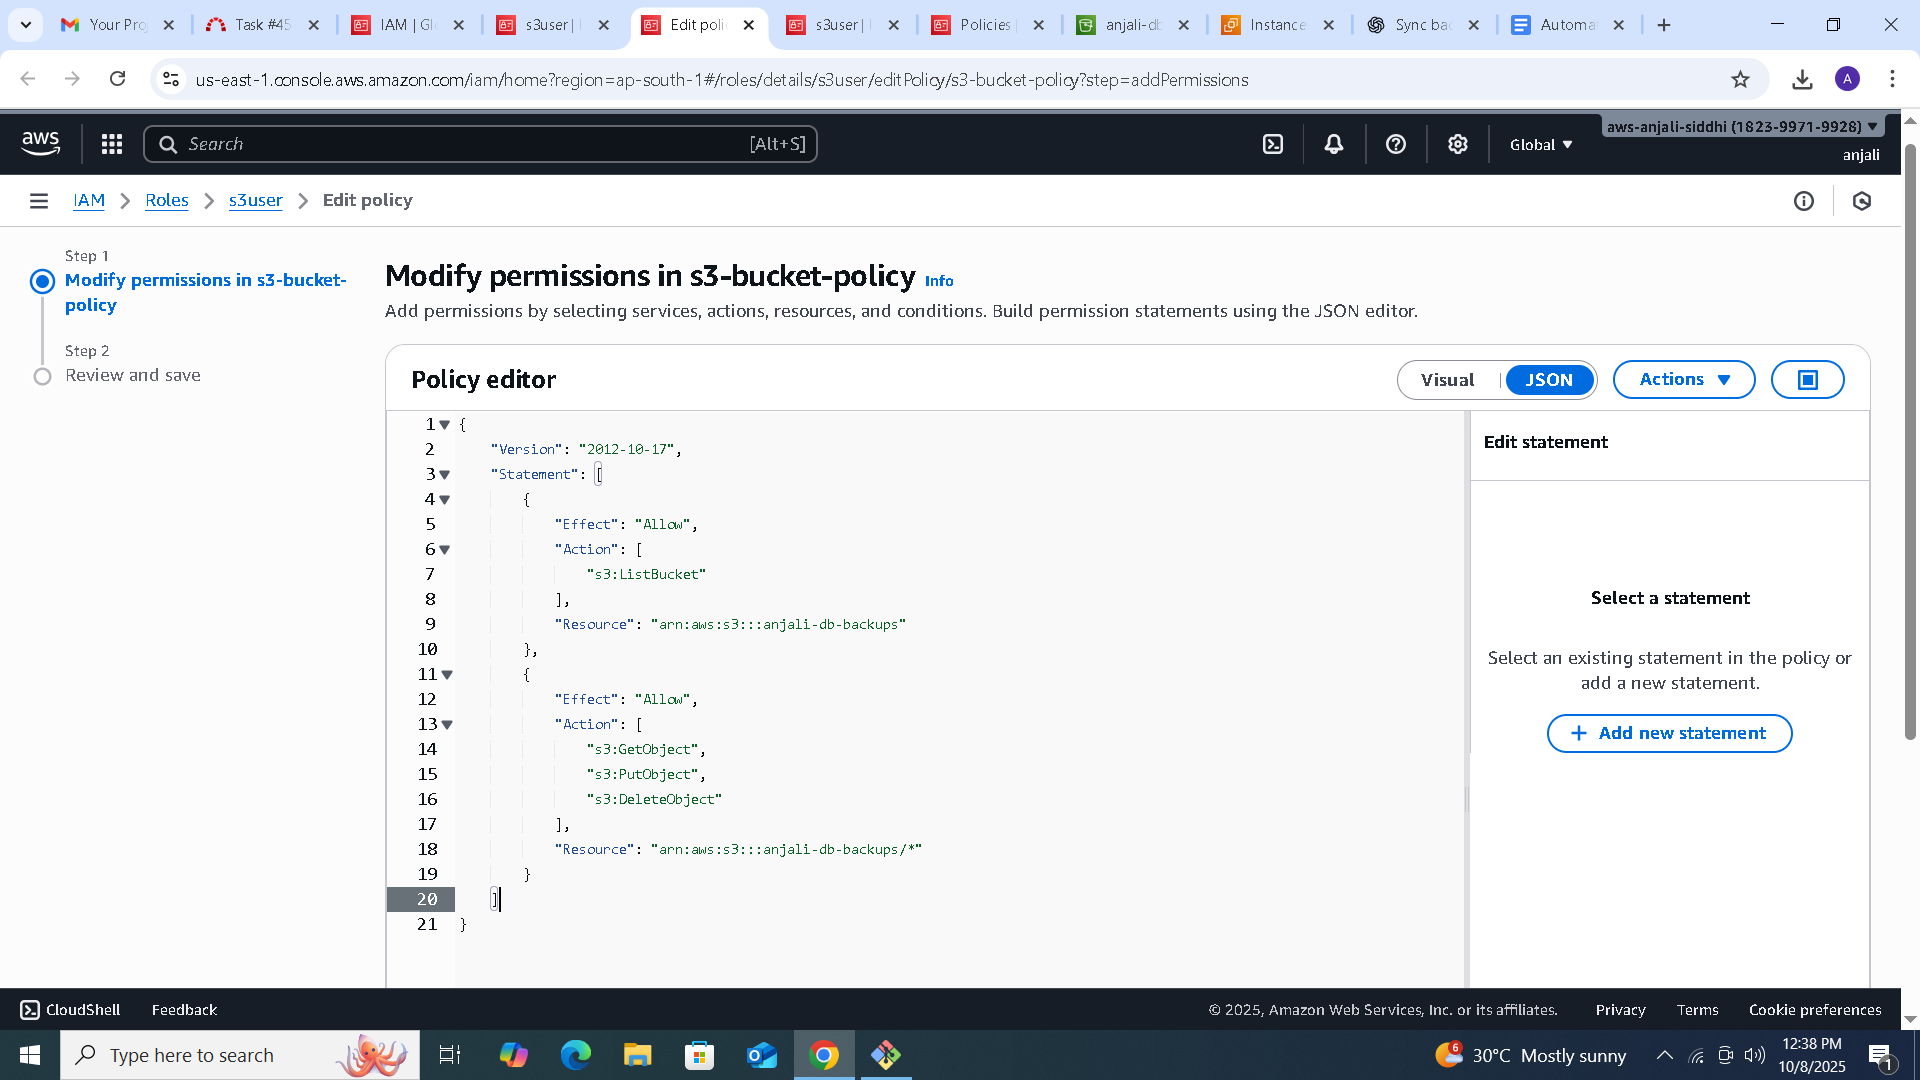 Your Pro
Task #45
IAM | Gl
s3user |
Edit poli
s3user |
Policies
anjali-db
Instance
Sync bac
Automa
us-east-1.console.aws.amazon.com/iam/home?region=ap-south-1#/roles/details/s3user/editPolicy/s3-bucket-policy?step=addPermissions
A
aws
Search
[Alt+S]
Global
aws-anjali-siddhi (1823-9971-9928)
anjali
IAM > Roles > s3user > Edit policy
Step 1
Modify permissions in s3-bucket-
policy
Step 2
Review and save
Modify permissions in s3-bucket-policy Info
Add permissions by selecting services, actions, resources, and conditions. Build permission statements using the JSON editor.
Policy editor
Visual
JSON
Actions
1 {
2 "Version": "2012-10-17",
3 "Statement": [
4 {
5 "Effect": "Allow",
6 "Action": [
7 "s3:ListBucket"
8 ],
9 "Resource": "arn:aws:s3:::anjali-db-backups"
10 },
11 {
12 "Effect": "Allow",
13 "Action": [
14 "s3:GetObject",
15 "s3:PutObject",
16 "s3:DeleteObject"
17 ],
18 "Resource": "arn:aws:s3:::anjali-db-backups/*"
19 }
20 ]
21 }
Edit statement
Select a statement
Select an existing statement in the policy or
add a new statement.
+ Add new statement
CloudShell
Feedback
© 2025, Amazon Web Services, Inc. or its affiliates.
Privacy
Terms
Cookie preferences
Type here to search
6
30°C Mostly sunny
12:38 PM
10/8/2025
1